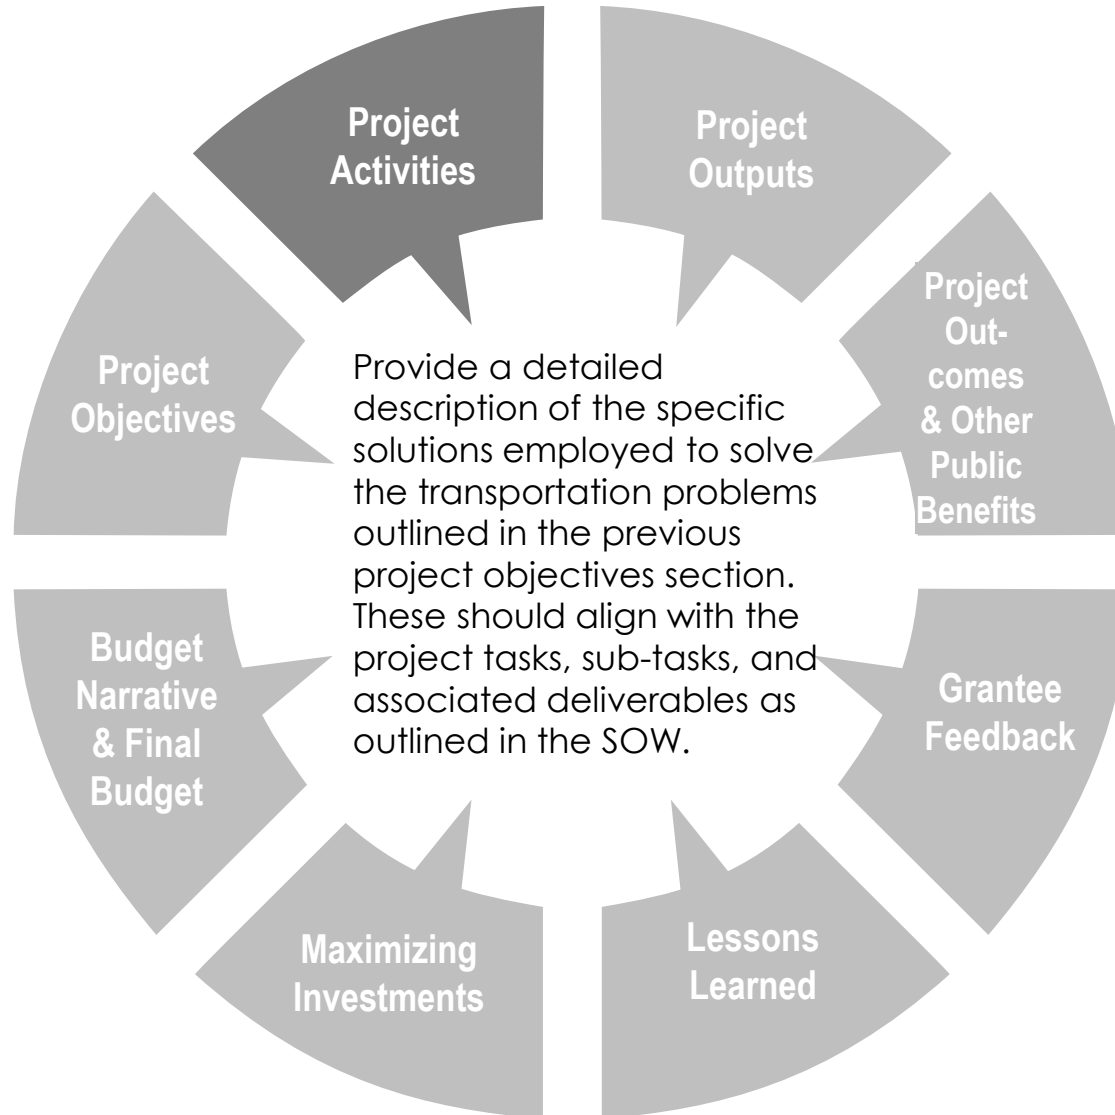 Project
Activities
Project
Outputs
Project
Out-
comes
& Other
Public
Benefits
Grantee
Feedback
Lessons
Learned
Maximizing
Investments
Budget
Narrative
& Final
Budget
Project
Objectives
Provide a detailed
description of the specific
solutions employed to solve
the transportation problems
outlined in the previous
project objectives section.
These should align with the
project tasks, sub-tasks, and
associated deliverables as
outlined in the SOW.